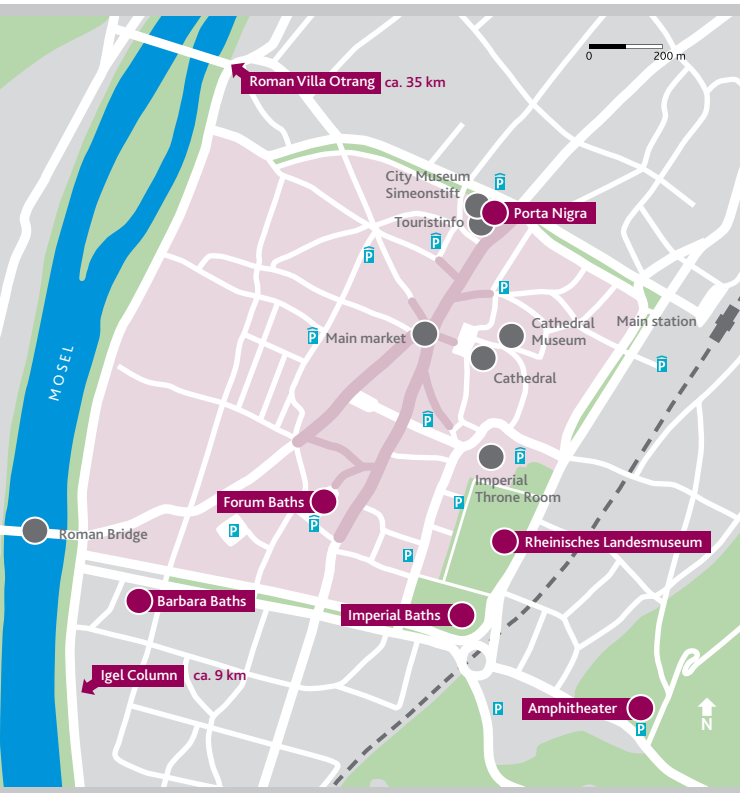 0 200 m
Roman Villa Otrang ca. 35 km
City Museum
Simeonstift
P
Porta Nigra
Touristinfo
P
P
P
Main station
Cathedral
Museum
P
Main market
P
Cathedral
MOSEL
P
P
Imperial
Throne Room
Forum Baths
P
P
P
Roman Bridge
Rheinisches Landesmuseum
P
Barbara Baths
Imperial Baths
Igel Column ca. 9 km
P
Amphitheater
N
P